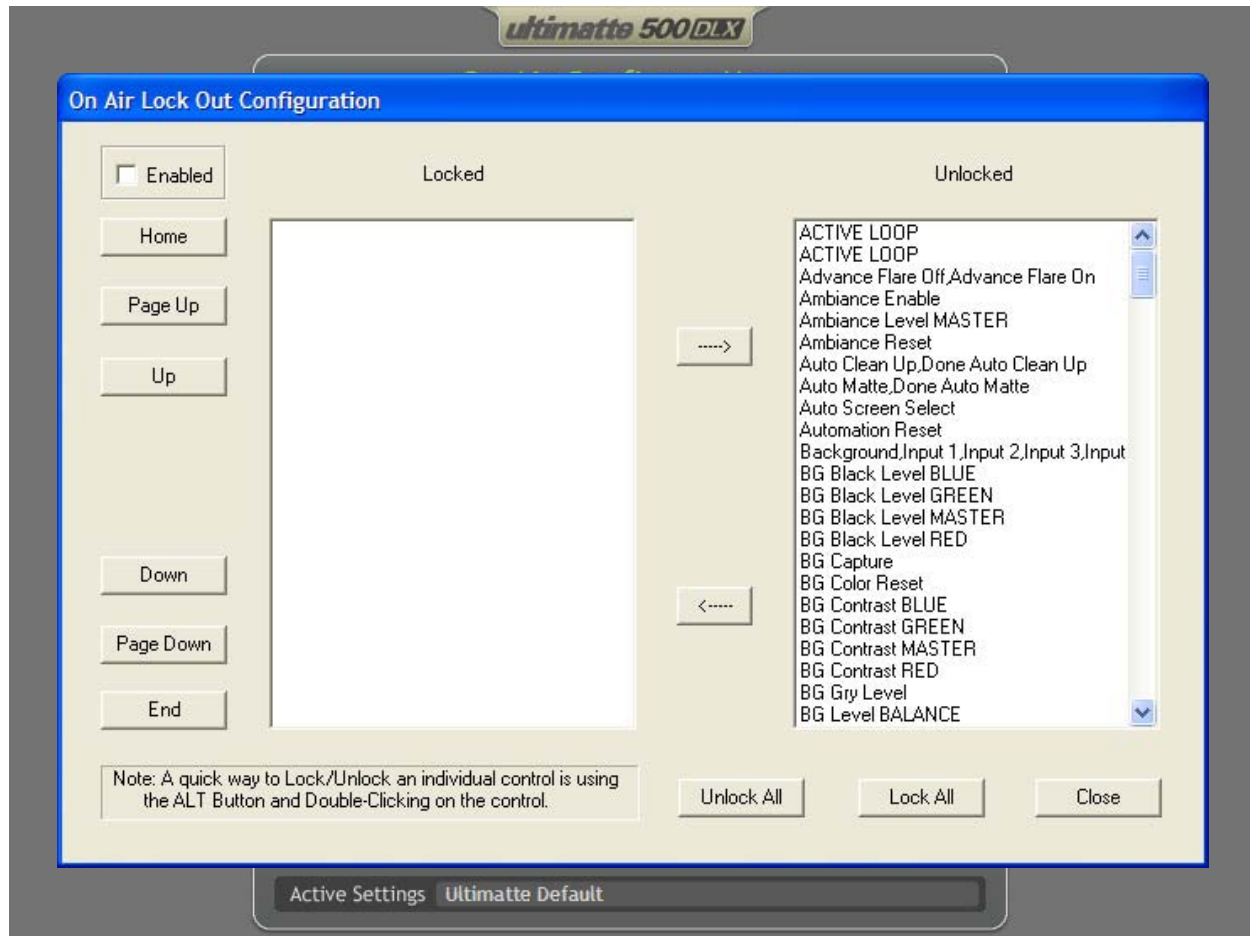 ultimatte 500 DLX
On Air Lock Out Configuration
Enabled
Locked
Unlocked
Home
Page Up
Up
Down
Page Down
End
----->
<-----
ACTIVE LOOP
ACTIVE LOOP
Advance Flare Off,Advance Flare On
Ambiance Enable
Ambiance Level MASTER
Ambiance Reset
Auto Clean Up,Done Auto Clean Up
Auto Matte,Done Auto Matte
Auto Screen Select
Automation Reset
Background,Input 1,Input 2,Input 3,Input
BG Black Level BLUE
BG Black Level GREEN
BG Black Level MASTER
BG Black Level RED
BG Capture
BG Color Reset
BG Contrast BLUE
BG Contrast GREEN
BG Contrast MASTER
BG Contrast RED
BG Gry Level
BG Level BALANCE
Note: A quick way to Lock/Unlock an individual control is using
the ALT Button and Double-Clicking on the control.
Unlock All
Lock All
Close
Active Settings Ultimatte Default